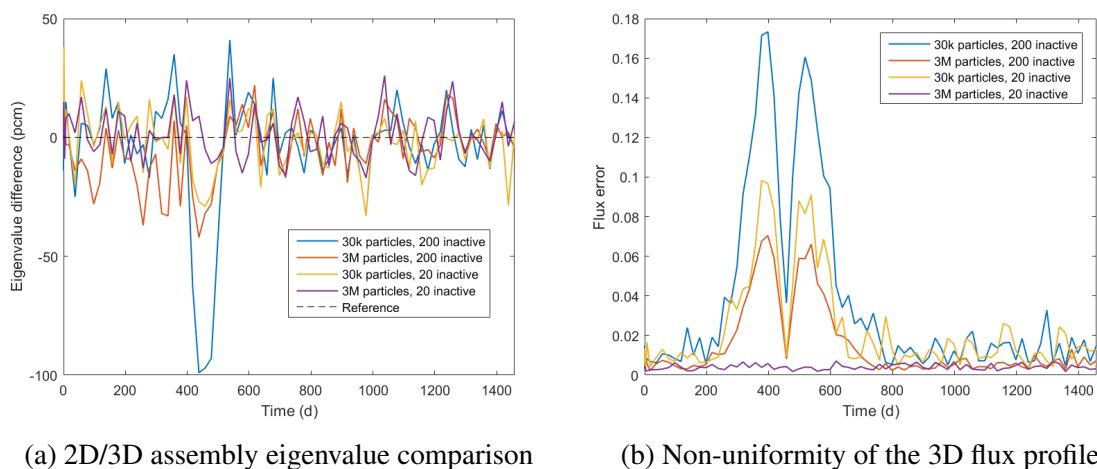 50
0
-50
-100
Eigenvalue difference (pcm)
30k particles, 200 inactive
3M particles, 200 inactive
30k particles, 20 inactive
3M particles, 20 inactive
Reference
0 200 400 600 800 1000 1200 1400
Time (d)
(a) 2D/3D assembly eigenvalue comparison
0.18
0.16
0.14
0.12
0.1
0.08
0.06
0.04
0.02
0
Flux error
30k particles, 200 inactive
3M particles, 200 inactive
30k particles, 20 inactive
3M particles, 20 inactive
0 200 400 600 800 1000 1200 1400
Time (d)
(b) Non-uniformity of the 3D flux profile